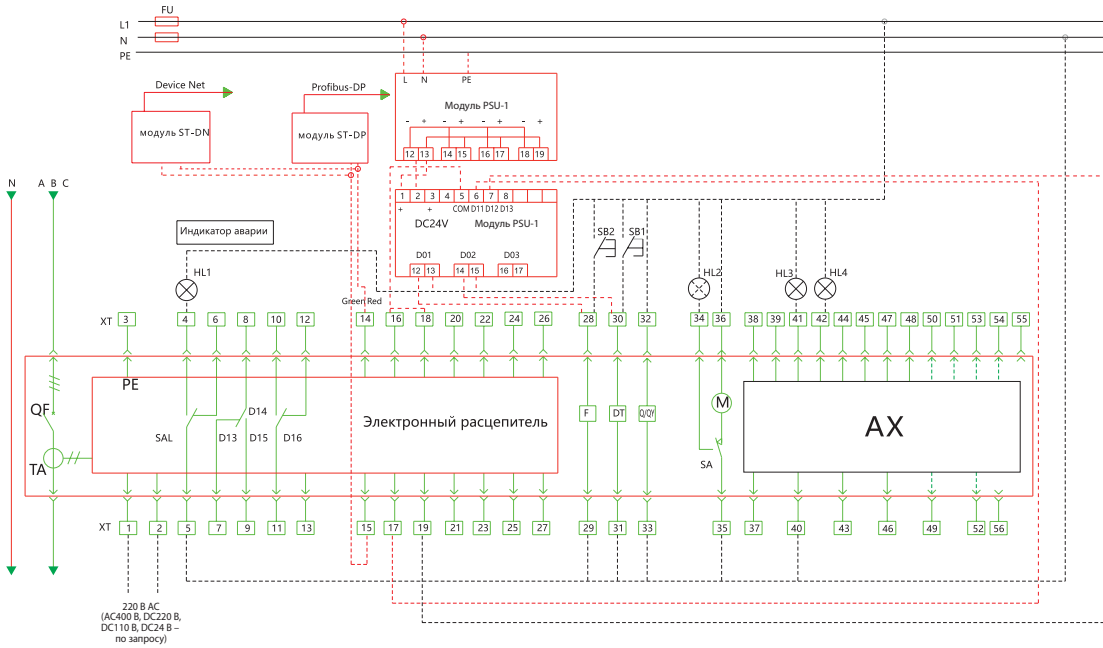 FU
L1
N
PE
L N PE
Device Net
Profibus-DP
Модуль PSU-1
- + - + - + - +
модуль ST-DN
модуль ST-DP
12 13 14 15 16 17 18 19
N A B C
1 2 3 4 5 6 7 8
+ + COM D11 D12 D13
DC24V Модуль PSU-1
Индикатор аварии
SB2 SB1
D01 D02 D03
12 13 14 15 16 17
HL1 HL2 HL3 HL4
Green Red
XT 3 4 6 8 10 12 14 16 18 20 22 24 26 28 30 32 34 36 38 39 41 42 44 45 47 48 50 51 53 54 55
PE
QF
D14
F DT Q/QY M
Электронный расцепитель
AX
SAL D13 D15 D16
SA
TA
XT 1 2 5 7 9 11 13 15 17 19 21 23 25 27 29 31 33 35 37 40 43 46 49 52 56
220 В AC
(AC400 В, DC220 В,
DC110 В, DC24 В –
по запросу)